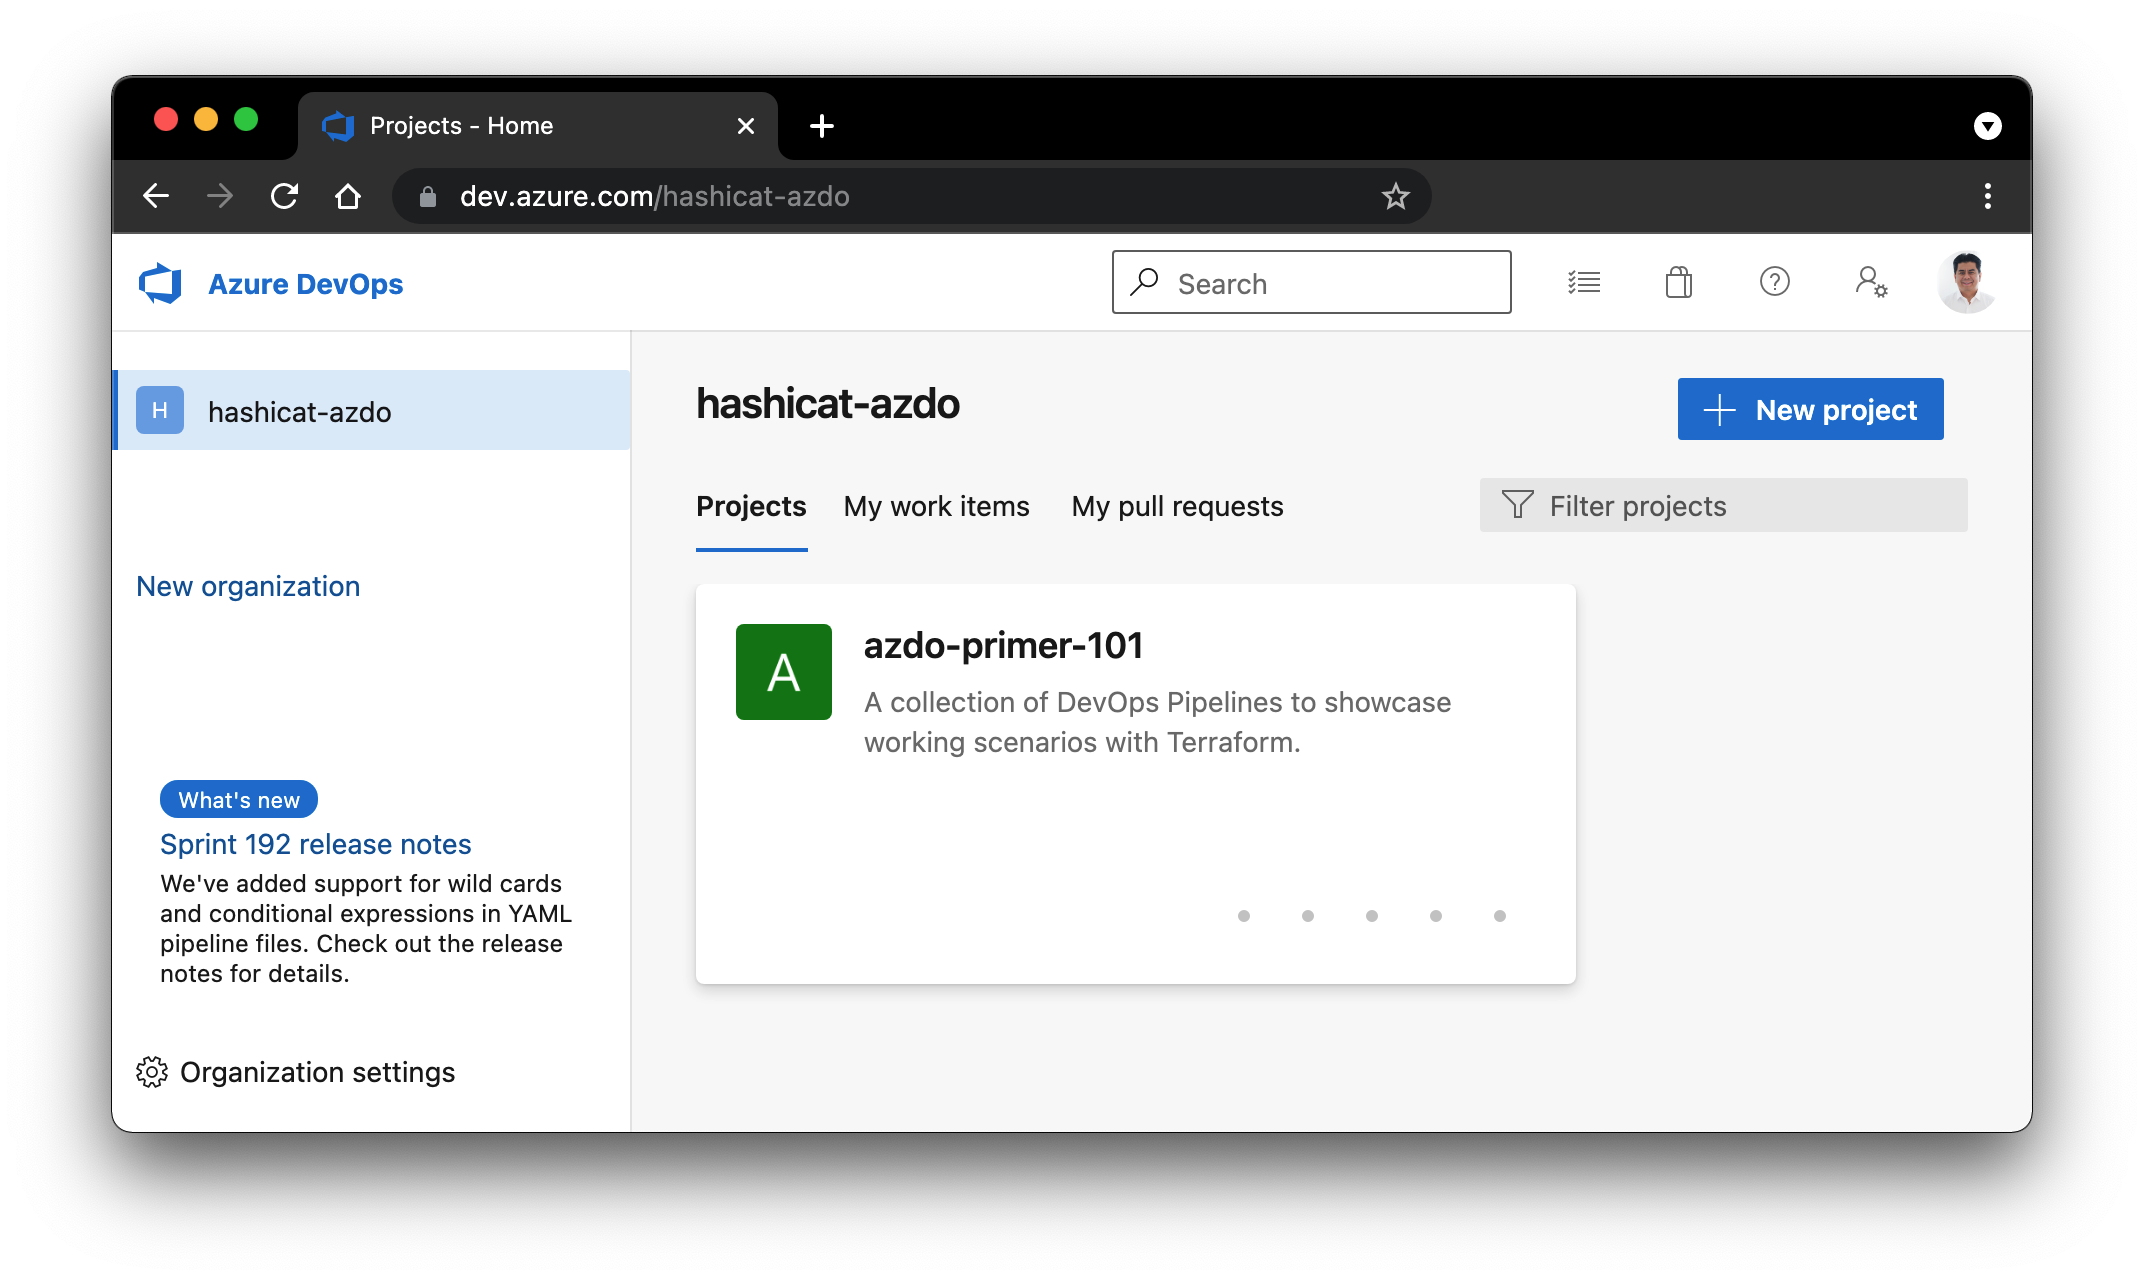 Projects - Home
dev.azure.com/hashicat-azdo
Azure DevOps
Search
H
hashicat-azdo
New organization
What's new
Sprint 192 release notes
We've added support for wild cards
and conditional expressions in YAML
pipeline files. Check out the release
notes for details.
Organization settings
hashicat-azdo
New project
Projects
My work items
My pull requests
Filter projects
A
azdo-primer-101
A collection of DevOps Pipelines to showcase
working scenarios with Terraform.